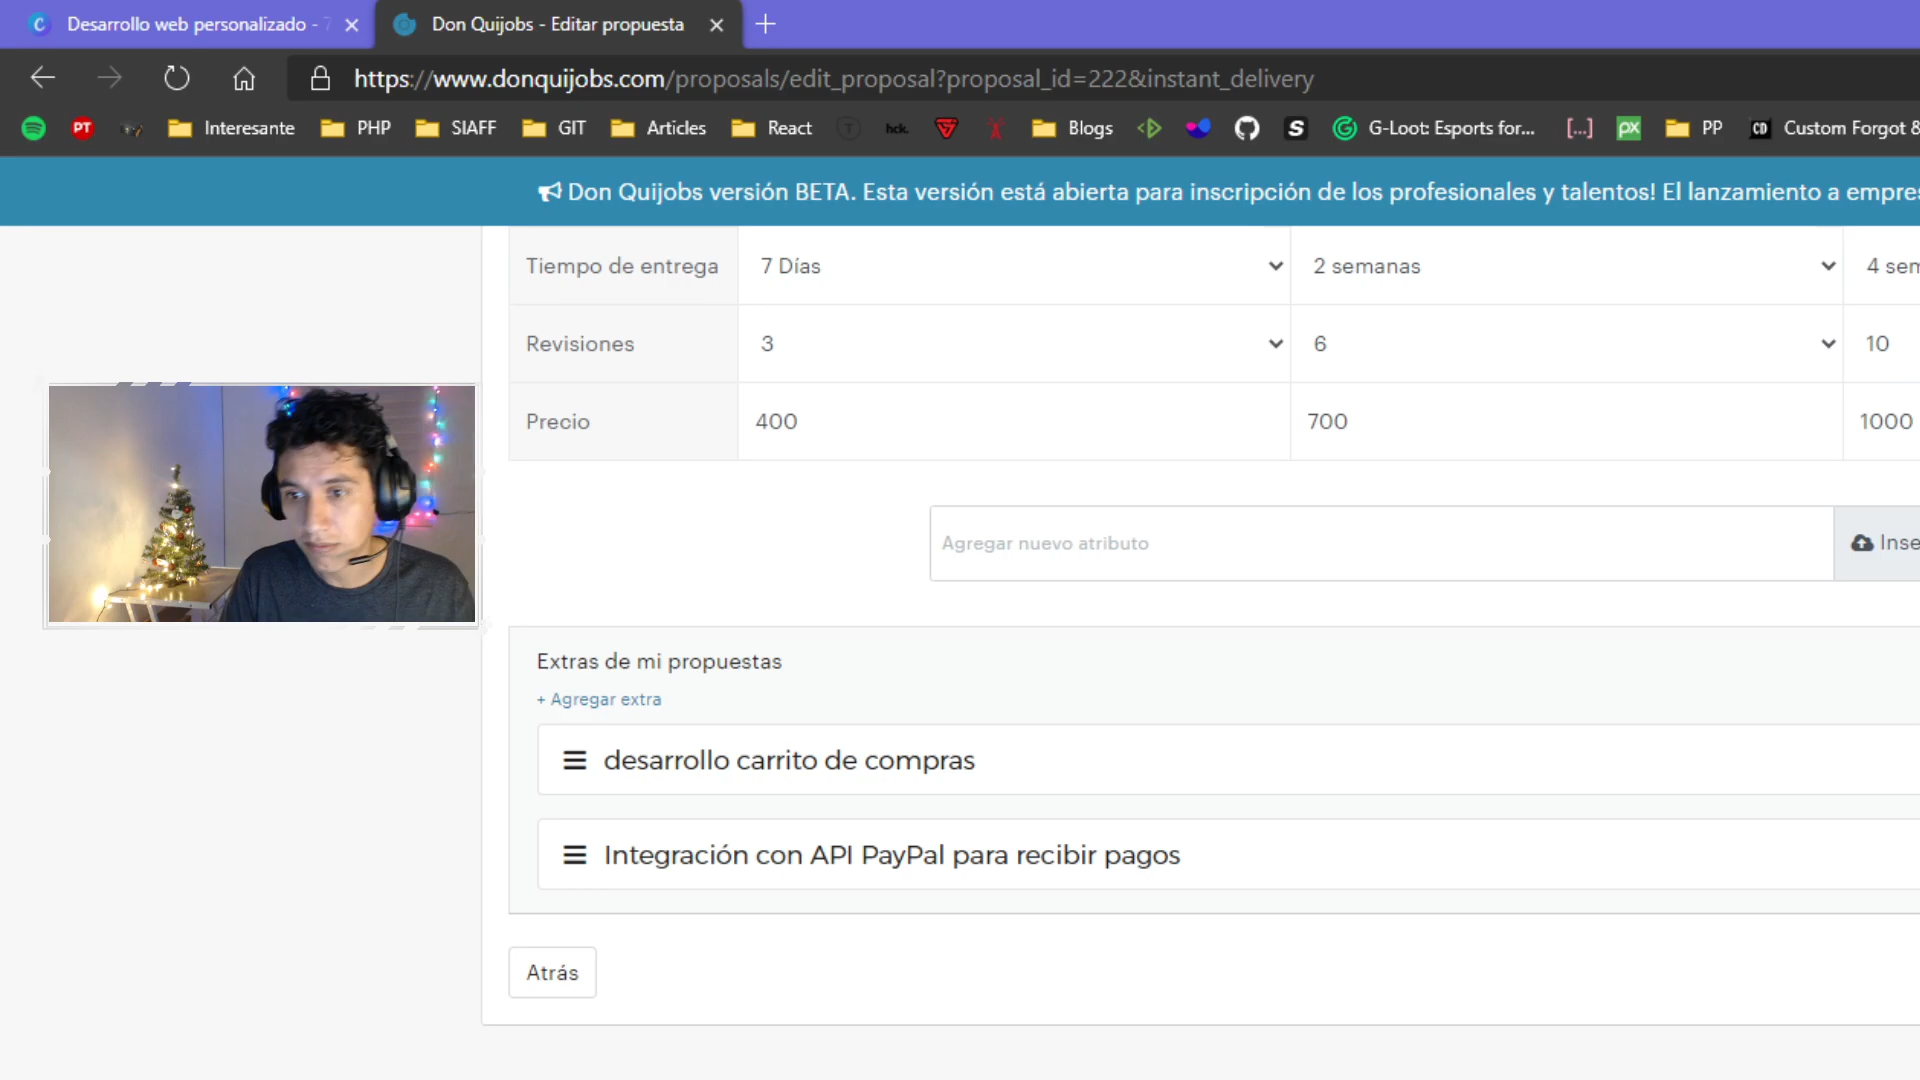 Desarrollo web personalizado -
Don Quijobs - Editar propuesta
https://www.donquijobs.com/proposals/edit_proposal?proposal_id=222&instant_delivery
PT
Interesante
PHP
SIAFF
GIT
Articles
React
hck.
Blogs
S
G-Loot: Esports for...
[...]
px
PP
CD
Custom Forgot &
Don Quijobs versión BETA. Esta versión está abierta para inscripción de los profesionales y talentos! El lanzamiento a empres
Tiempo de entrega
7 Días
2 semanas
4 sem
Revisiones
3
6
10
Precio
400
700
1000
Agregar nuevo atributo
Inse
Extras de mi propuestas
+ Agregar extra
desarrollo carrito de compras
Integración con API PayPal para recibir pagos
Atrás